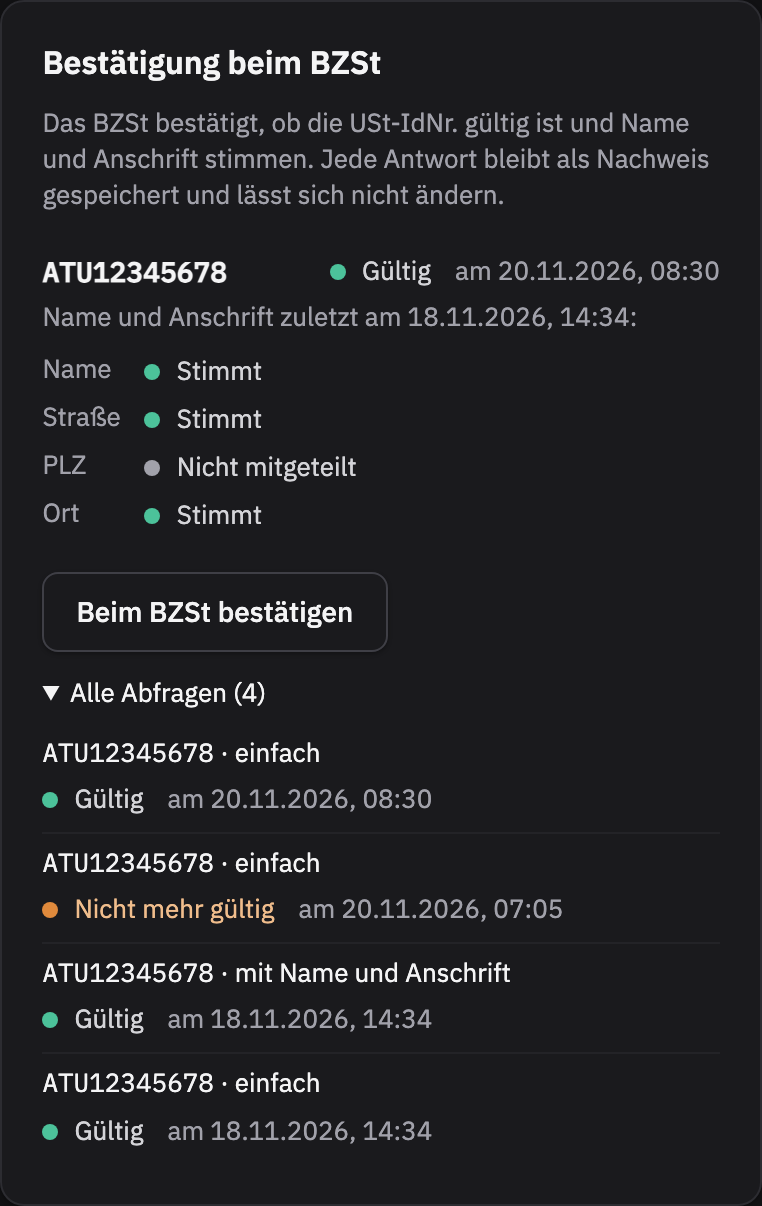 Bestätigung beim BZSt
Das BZSt bestätigt, ob die USt-IdNr. gültig ist und Name
und Anschrift stimmen. Jede Antwort bleibt als Nachweis
gespeichert und lässt sich nicht ändern.
ATU12345678 Gültig am 20.11.2026, 08:30
Name und Anschrift zuletzt am 18.11.2026, 14:34:
Name Stimmt
Straße Stimmt
PLZ Nicht mitgeteilt
Ort Stimmt
Beim BZSt bestätigen
▼ Alle Abfragen (4)
ATU12345678 · einfach
Gültig am 20.11.2026, 08:30
ATU12345678 · einfach
Nicht mehr gültig am 20.11.2026, 07:05
ATU12345678 · mit Name und Anschrift
Gültig am 18.11.2026, 14:34
ATU12345678 · einfach
Gültig am 18.11.2026, 14:34